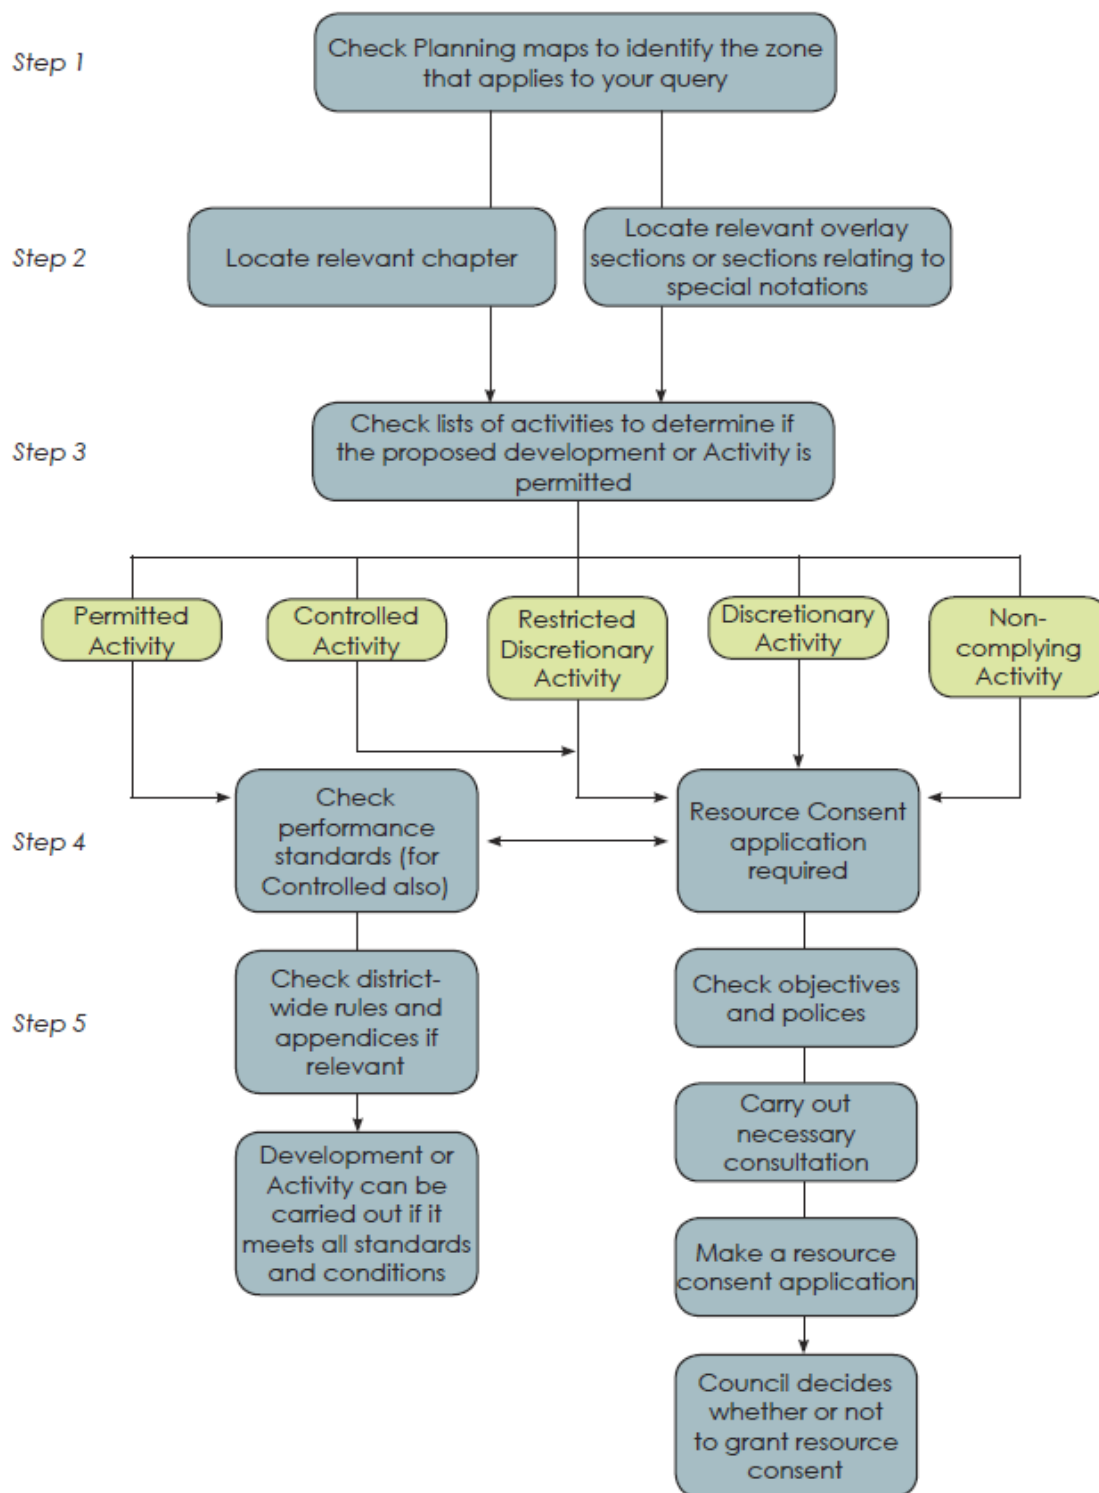 Step 1
Check Planning maps to identify the zone
that applies to your query
Step 2
Locate relevant chapter
Locate relevant overlay
sections or sections relating to
special notations
Step 3
Check lists of activities to determine if
the proposed development or Activity is
permitted
Permitted
Activity
Controlled
Activity
Restricted
Discretionary
Activity
Discretionary
Activity
Non-
complying
Activity
Step 4
Check
performance
standards (for
Controlled also)
Resource Consent
application
required
Step 5
Check district-
wide rules and
appendices if
relevant
Check objectives
and polices
Carry out
necessary
consultation
Development or
Activity can be
carried out if it
meets all standards
and conditions
Make a resource
consent application
Council decides
whether or not
to grant resource
consent